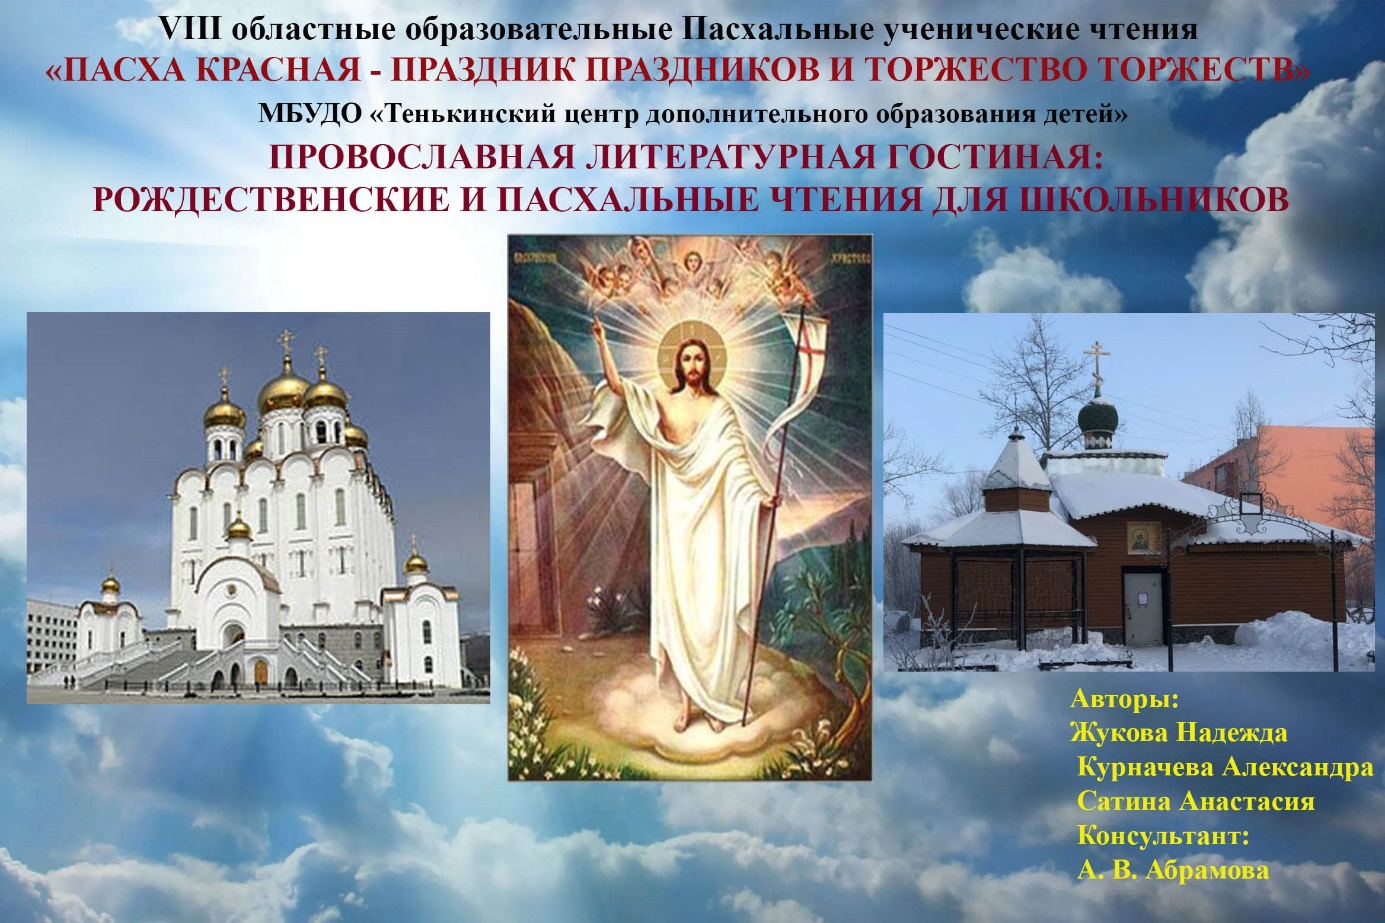 VIII областные образовательные Пасхальные ученические чтения
«ПАСХА КРАСНАЯ - ПРАЗДНИК ПРАЗДНИКОВ И ТОРЖЕСТВО ТОРЖЕСТВ»
МБУДО «Тенькинский центр дополнительного образования детей»
ПРОВОСЛАВНАЯ ЛИТЕРАТУРНАЯ ГОСТИНАЯ:
РОЖДЕСТВЕНСКИЕ И ПАСХАЛЬНЫЕ ЧТЕНИЯ ДЛЯ ШКОЛЬНИКОВ
Авторы:
Жукова Надежда
Курначева Александра
Сатина Анастасия
Консультант:
А. В. Абрамова